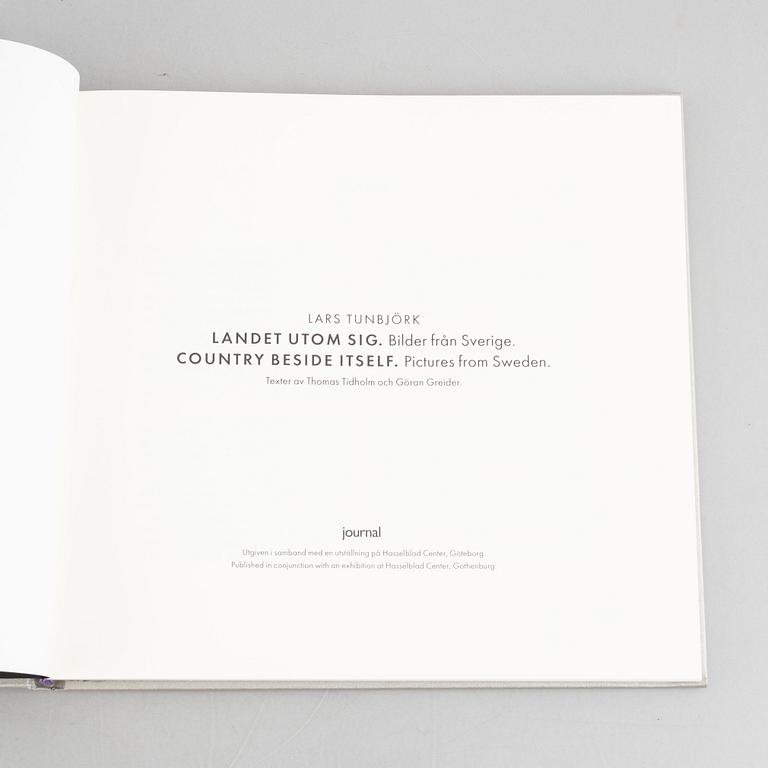 LARS TUNBJÖRK
LANDET UTOM SIG. Bilder från Sverige.
COUNTRY BESIDE ITSELF. Pictures from Sweden.
Texter av Thomas Tidholm och Göran Greider.
journal
Utgiven i samband med en utställning på Hasselblad Center, Göteborg.
Published in conjunction with an exhibition at Hasselblad Center, Gothenburg.